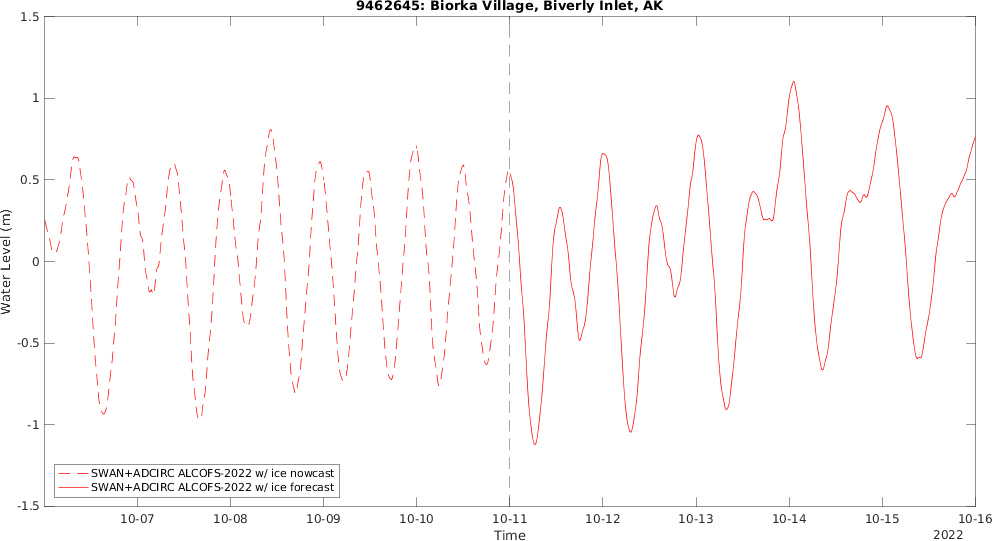 9462645: Biorka Village, Biverly Inlet, AK
1.5
1
0.5
0
-0.5
-1
-1.5
Water Level (m)
SWAN+ADCIRC ALCOFS-2022 w/ ice nowcast
SWAN+ADCIRC ALCOFS-2022 w/ ice forecast
10-07 10-08 10-09 10-10 10-11 10-12 10-13 10-14 10-15 10-16
Time
2022